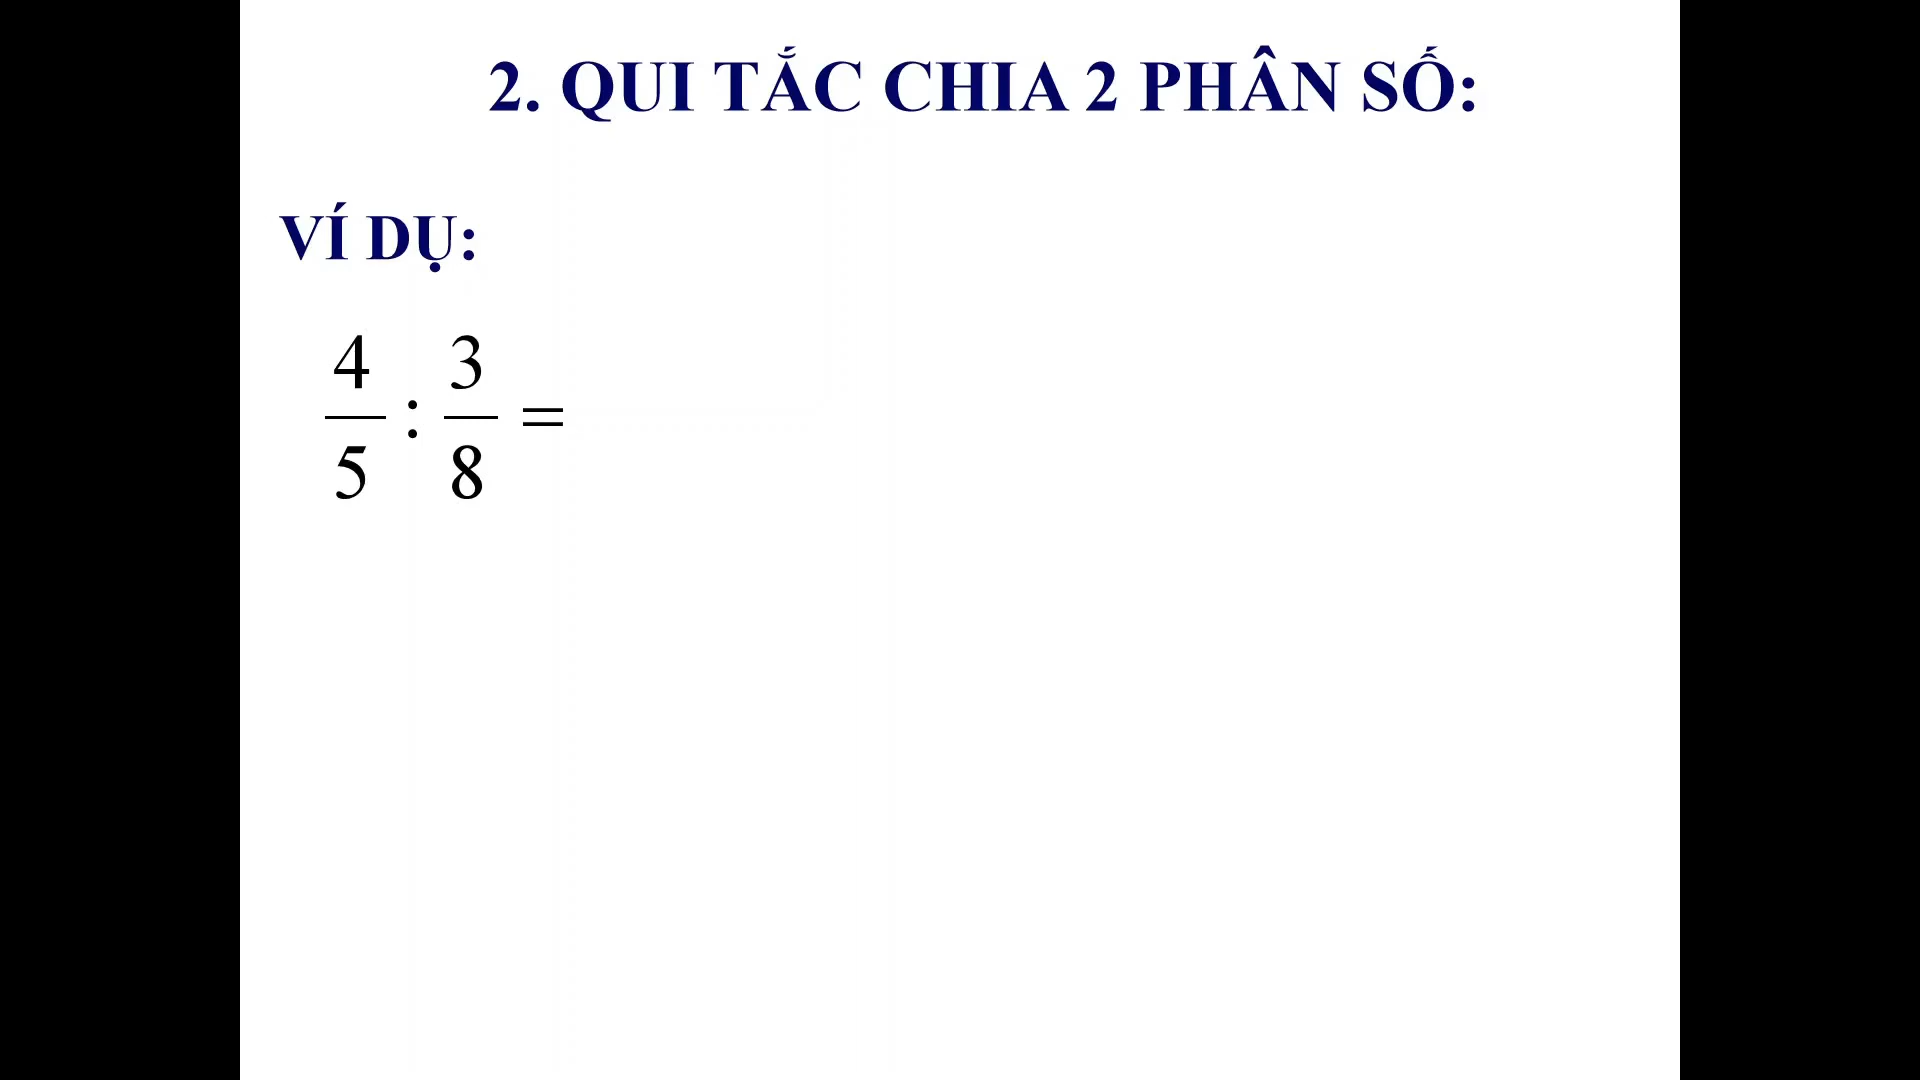 2. QUI TẮC CHIA 2 PHÂN SỐ:
VÍ DỤ:
4/5 : 3/8 =